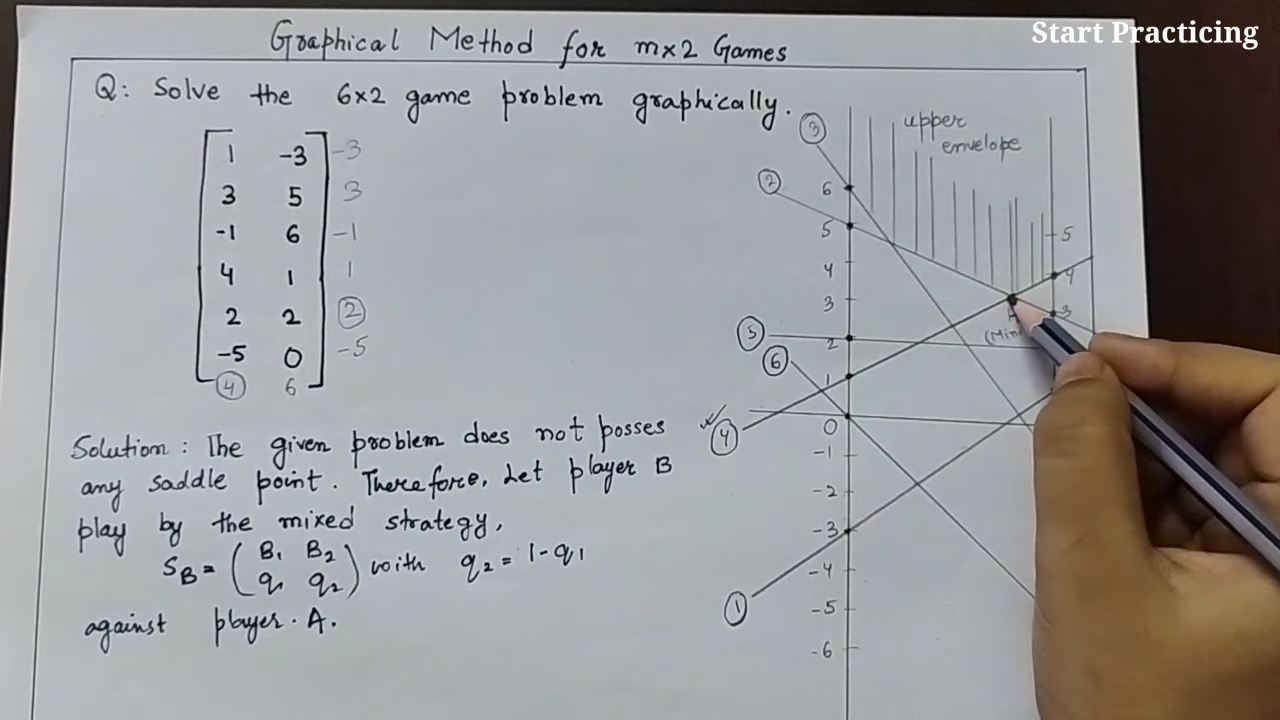 Start Practicing
Graphical Method for m×2 Games
Q: Solve the 6×2 game problem graphically.
1 -3 -3
3 5 3
-1 6 -1
4 1 1
2 2 2
-5 0 -5
4 6
Solution: The given problem does not posses
any saddle point. Therefore, Let player B
play by the mixed strategy,
S_B = ( B₁ B₂
q₁ q₂ ) with q₂ = 1 - q₁
against player. A.
upper
envelope
3
2
6
5
4
3
2
1
0
-1
-2
-3
-4
-5
-6
5
6
4
1
5
4
3
A